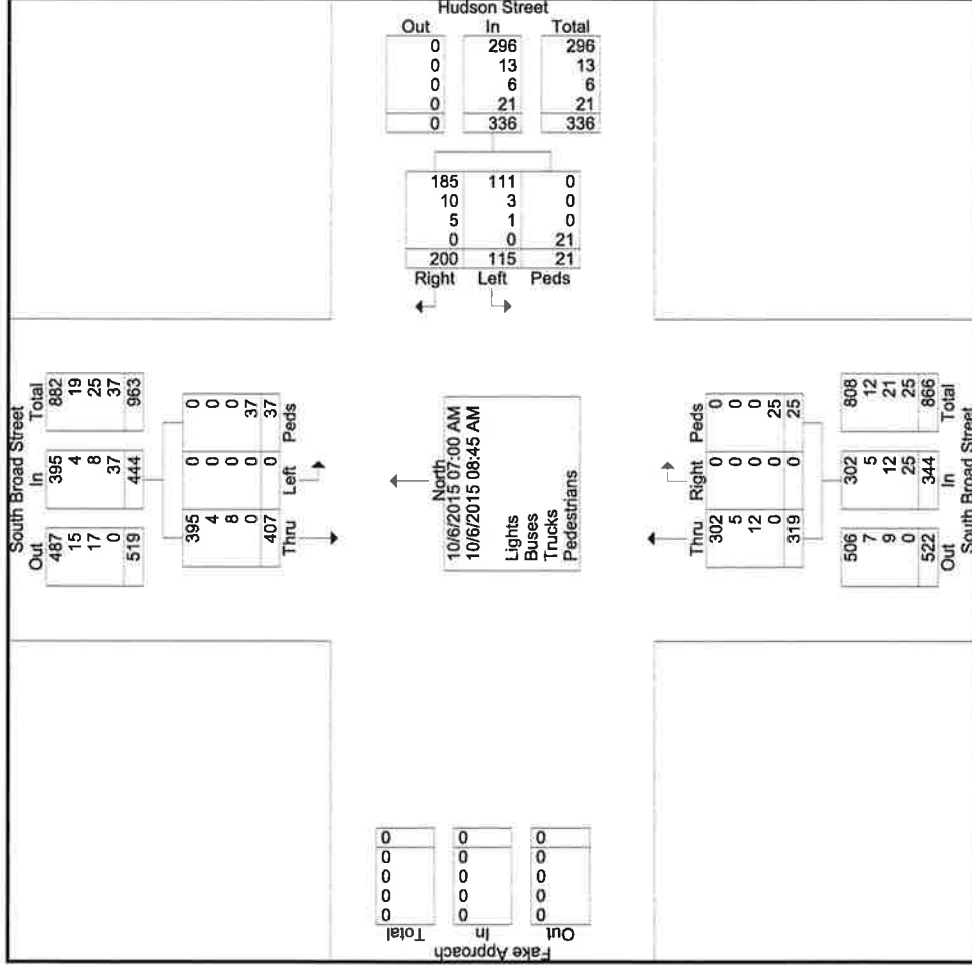 Hudson Street
Out In Total
0 296 296
0 13 13
0 6 6
0 21 21
0 336 336
185 111 0
10 3 0
5 1 0
0 0 21
200 115 21
Right Left Peds
South Broad Street
Out In Total
487 395 882
15 4 19
17 8 25
0 37 37
519 444 963
395 0 0
4 0 0
8 0 0
0 0 37
407 0 37
Thru Left Peds
North
10/6/2015 07:00 AM
10/6/2015 08:45 AM
Lights
Buses
Trucks
Pedestrians
Thru Right Peds
302 0 0
5 0 0
12 0 0
0 0 25
319 0 25
506 302 808
7 5 12
9 12 21
0 25 25
522 344 866
Out In Total
South Broad Street
Fake Approach
Out In Total
0 0 0
0 0 0
0 0 0
0 0 0
0 0 0